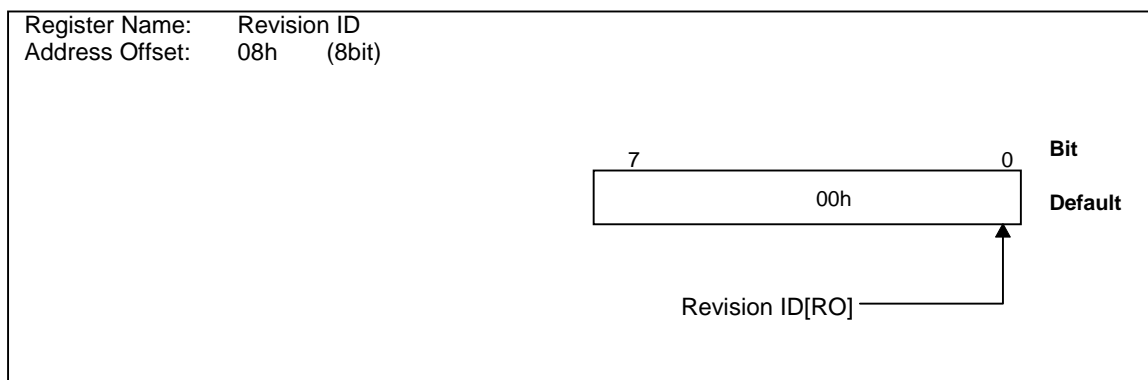 Register Name: Revision ID
Address Offset: 08h (8bit)
7 0 Bit
00h Default
Revision ID[RO]